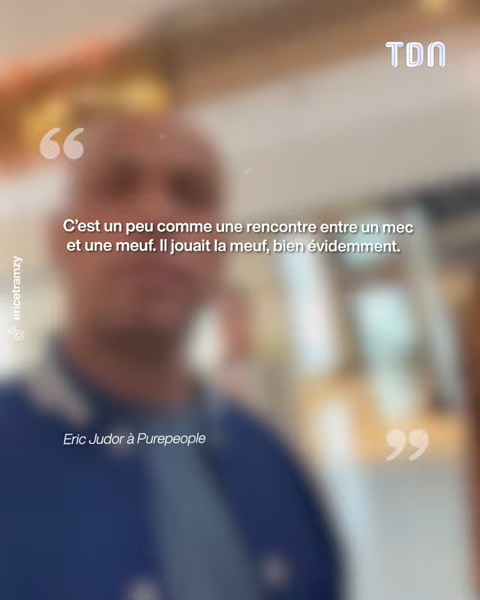 TDN
“
C’est un peu comme une rencontre entre un mec
et une meuf. Il jouait la meuf, bien évidemment.
ericetramzy
Eric Judor à Purepeople
”